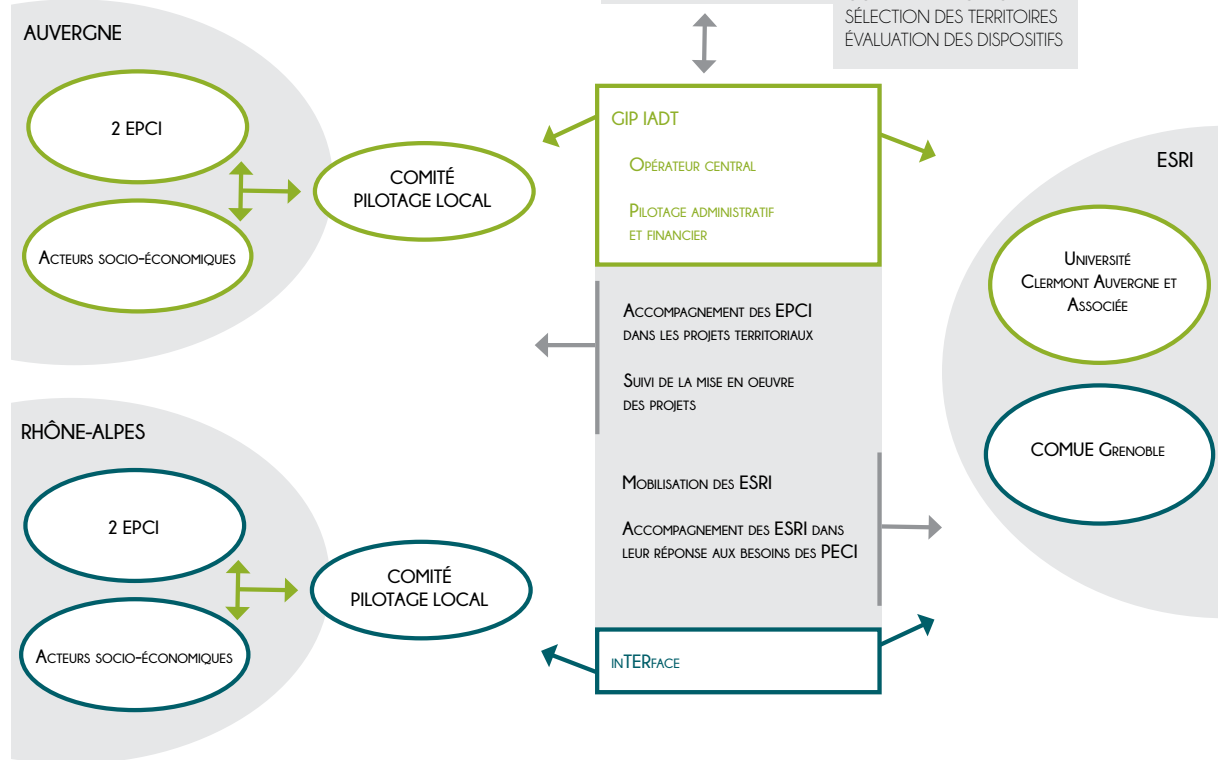 SÉLECTION DES TERRITOIRES
ÉVALUATION DES DISPOSITIFS
AUVERGNE
2 EPCI
ACTEURS SOCIO-ÉCONOMIQUES
COMITÉ
PILOTAGE LOCAL
GIP IADT
OPÉRATEUR CENTRAL
PILOTAGE ADMINISTRATIF
ET FINANCIER
ACCOMPAGNEMENT DES EPCI
DANS LES PROJETS TERRITORIAUX
SUIVI DE LA MISE EN OEUVRE
DES PROJETS
MOBILISATION DES ESRI
ACCOMPAGNEMENT DES ESRI DANS
LEUR RÉPONSE AUX BESOINS DES PECI
INTERFACE
ESRI
UNIVERSITÉ
CLERMONT AUVERGNE ET
ASSOCIÉE
COMUE GRENOBLE
RHÔNE-ALPES
2 EPCI
ACTEURS SOCIO-ÉCONOMIQUES
COMITÉ
PILOTAGE LOCAL